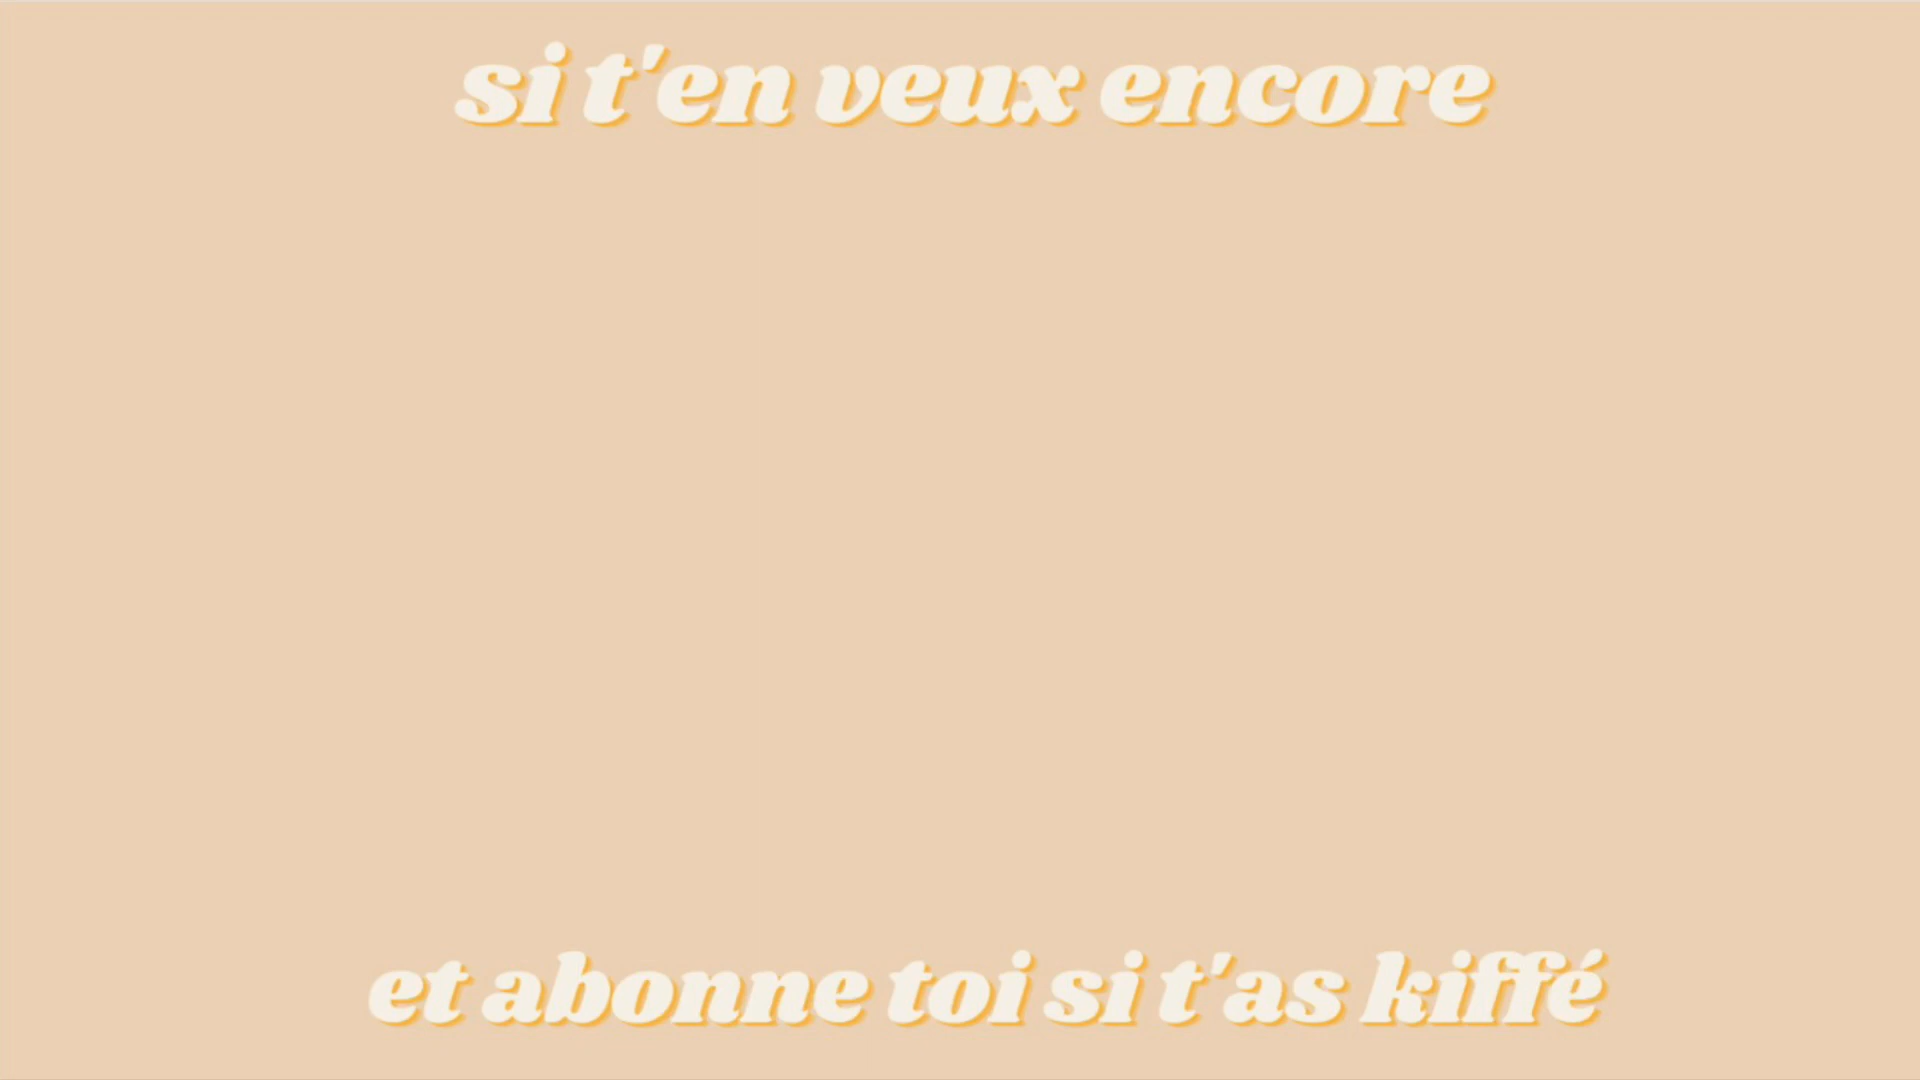 si t'en veux encore
et abonne toi si t'as kiffé